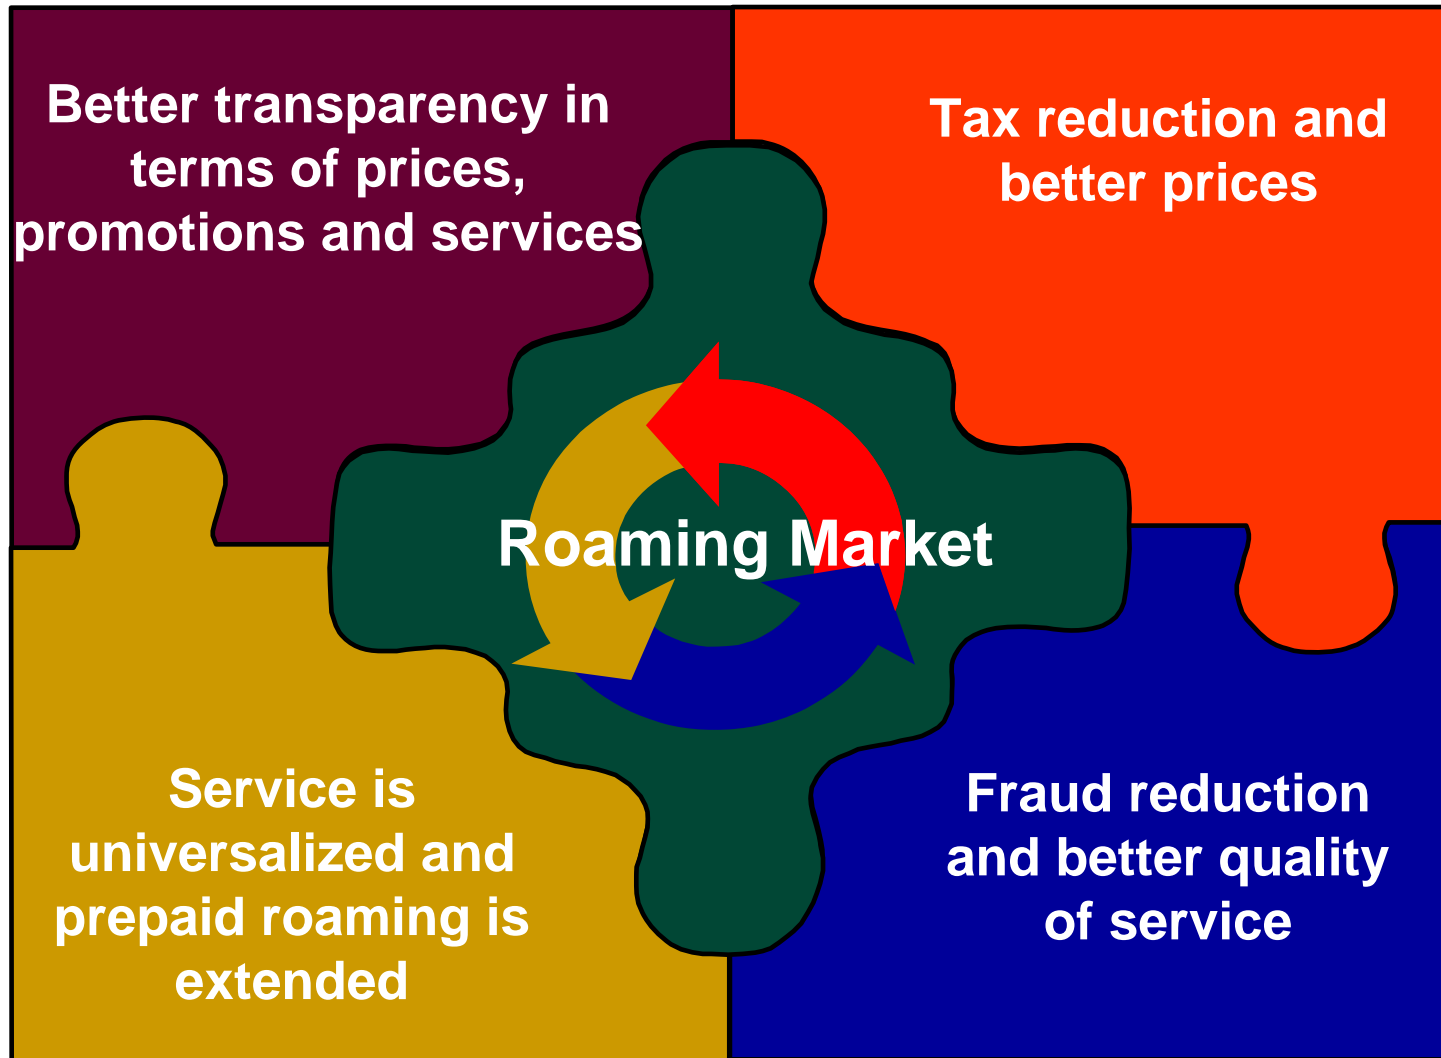 Better transparency in
terms of prices,
promotions and services
Tax reduction and
better prices
Roaming Market
Service is
universalized and
prepaid roaming is
extended
Fraud reduction
and better quality
of service